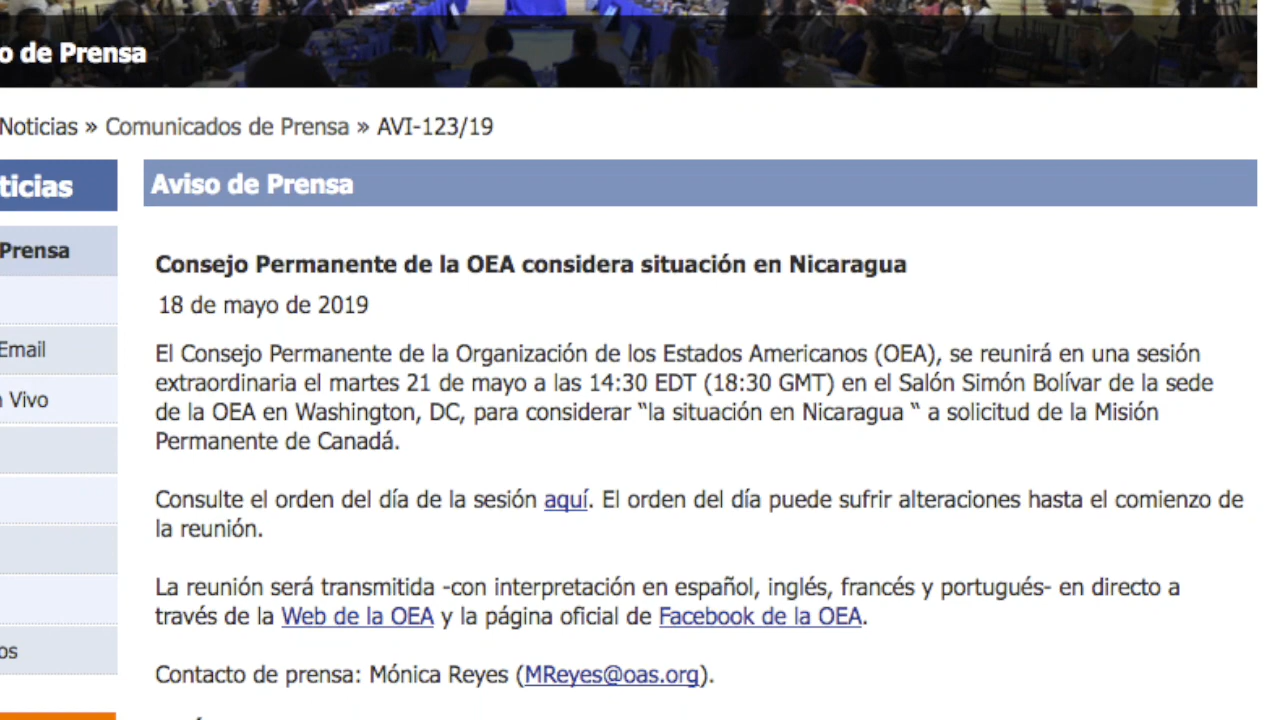 o de Prensa
Noticias » Comunicados de Prensa » AVI-123/19
ticias
Aviso de Prensa
Prensa
Consejo Permanente de la OEA considera situación en Nicaragua
18 de mayo de 2019
Email
El Consejo Permanente de la Organización de los Estados Americanos (OEA), se reunirá en una sesión
extraordinaria el martes 21 de mayo a las 14:30 EDT (18:30 GMT) en el Salón Simón Bolívar de la sede
n Vivo
de la OEA en Washington, DC, para considerar “la situación en Nicaragua “ a solicitud de la Misión
Permanente de Canadá.
Consulte el orden del día de la sesión aquí. El orden del día puede sufrir alteraciones hasta el comienzo de
la reunión.
La reunión será transmitida -con interpretación en español, inglés, francés y portugués- en directo a
través de la Web de la OEA y la página oficial de Facebook de la OEA.
os
Contacto de prensa: Mónica Reyes (MReyes@oas.org).